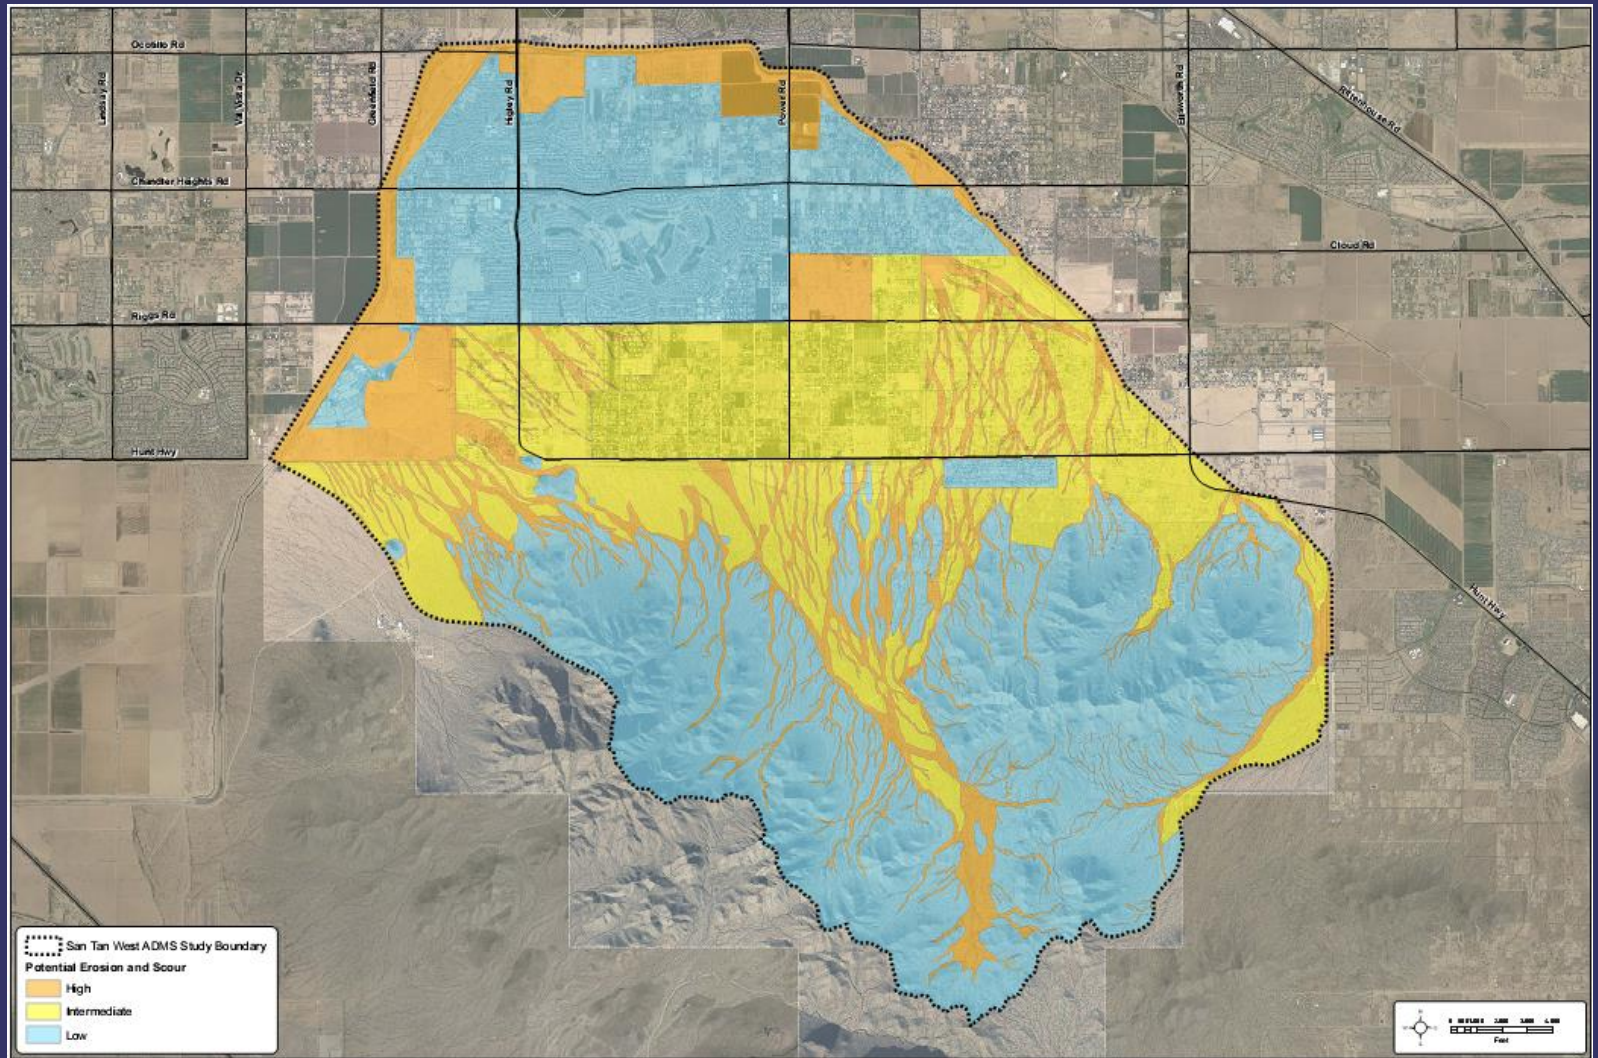 Ocotillo Rd
Lindsay Rd
Val Vista Dr
Greenfield Rd
Higley Rd
Power Rd
Ellsworth Rd
Rittenhouse Rd
Chandler Heights Rd
Cloud Rd
Riggs Rd
Hunt Hwy
Hunt Hwy
San Tan West ADMS Study Boundary
Potential Erosion and Scour
High
Intermediate
Low
Feet